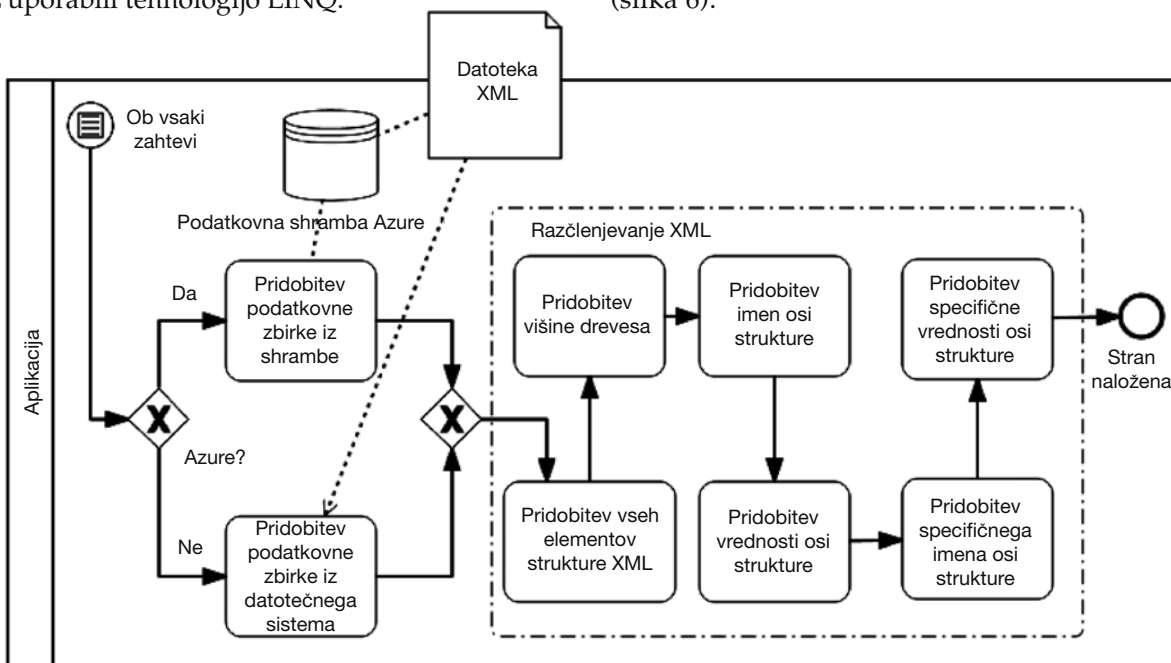 uporabili tehnologijo LINQ.
(slika 6).
Datoteka
XML
Ob vsaki
zahtevi
Podatkovna shramba Azure
Razčlenjevanje XML
Aplikacija
Da
Pridobitev
podatkovne
zbirke iz
shrambe
Pridobitev
višine drevesa
Pridobitev
imen osi
strukture
Pridobitev
specifične
vrednosti osi
strukture
Stran
naložena
X
X
Azure?
Ne
Pridobitev
podatkovne
zbirke iz
datotečnega
sistema
Pridobitev vseh
elementov
strukture XML
Pridobitev
vrednosti osi
strukture
Pridobitev
specifičnega
imena osi
strukture